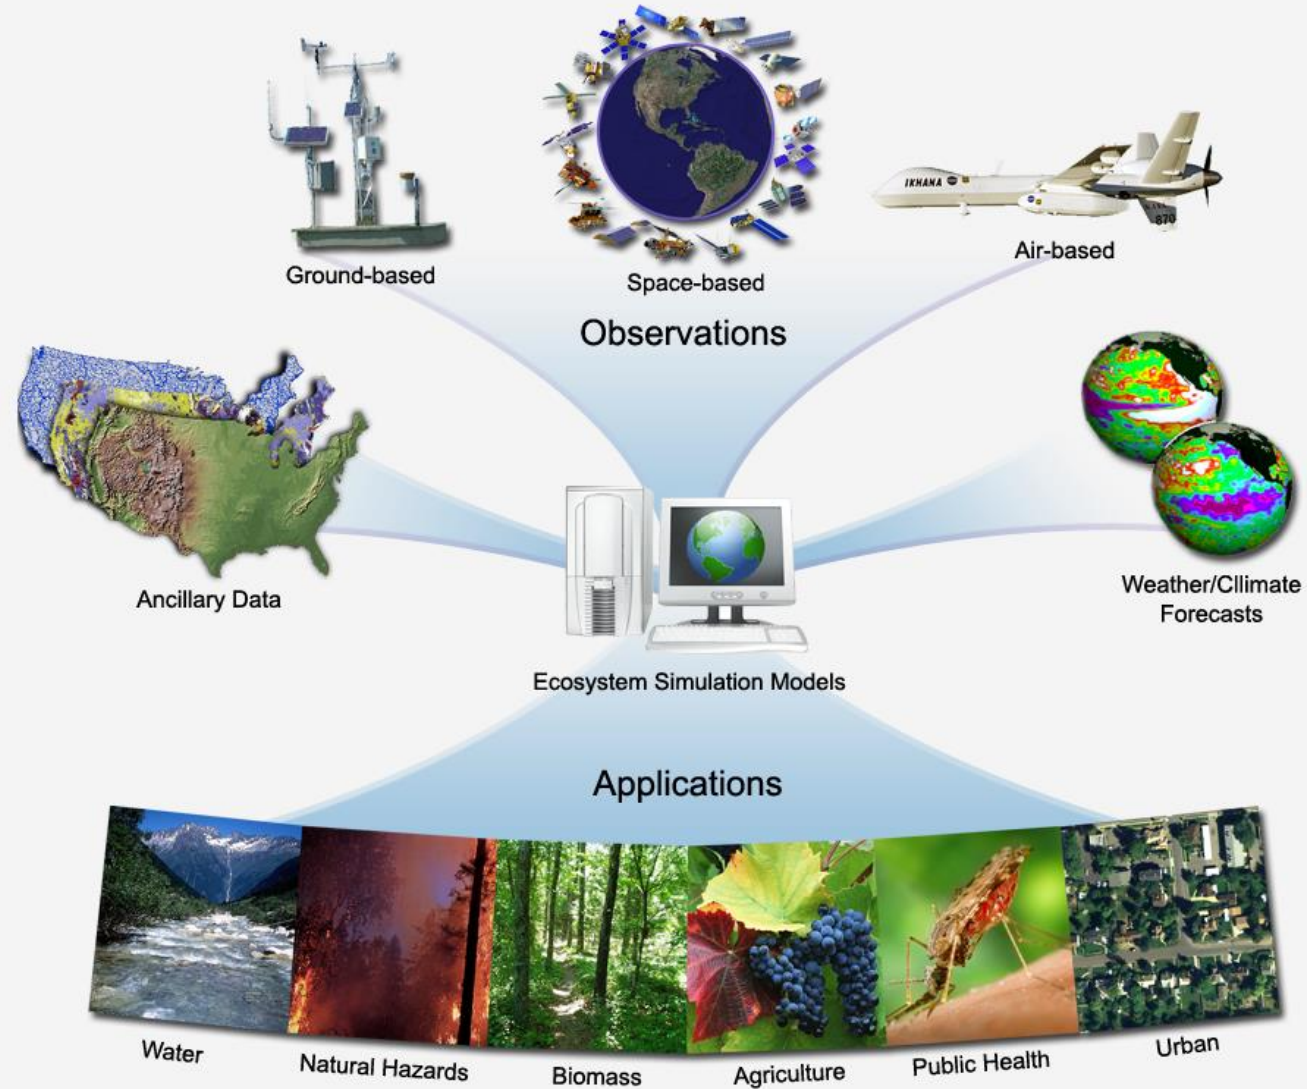 IKHANA
870
Ground-based
Space-based
Air-based
Observations
Ancillary Data
Weather/Cllimate
Forecasts
Ecosystem Simulation Models
Applications
Water
Natural Hazards
Biomass
Agriculture
Public Health
Urban